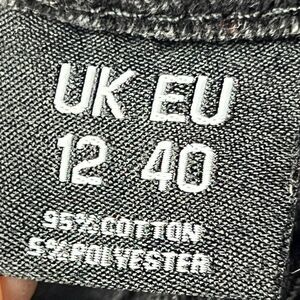 UK EU
12 40
95% COTTON
5% POLYESTER